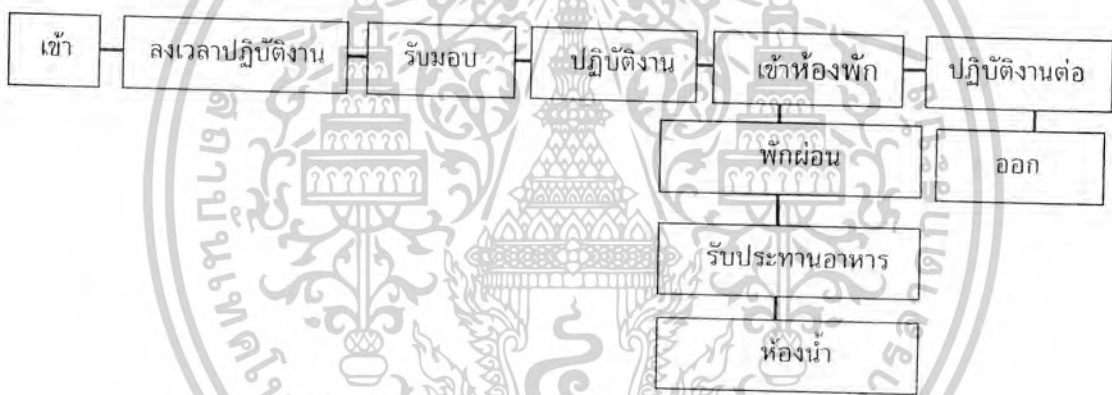 เข้า
ลงเวลาปฏิบัติงาน
รับมอบ
ปฏิบัติงาน
เข้าห้องพัก
ปฏิบัติงานต่อ
พักผ่อน
ออก
รับประทานอาหาร
ห้องน้ำ